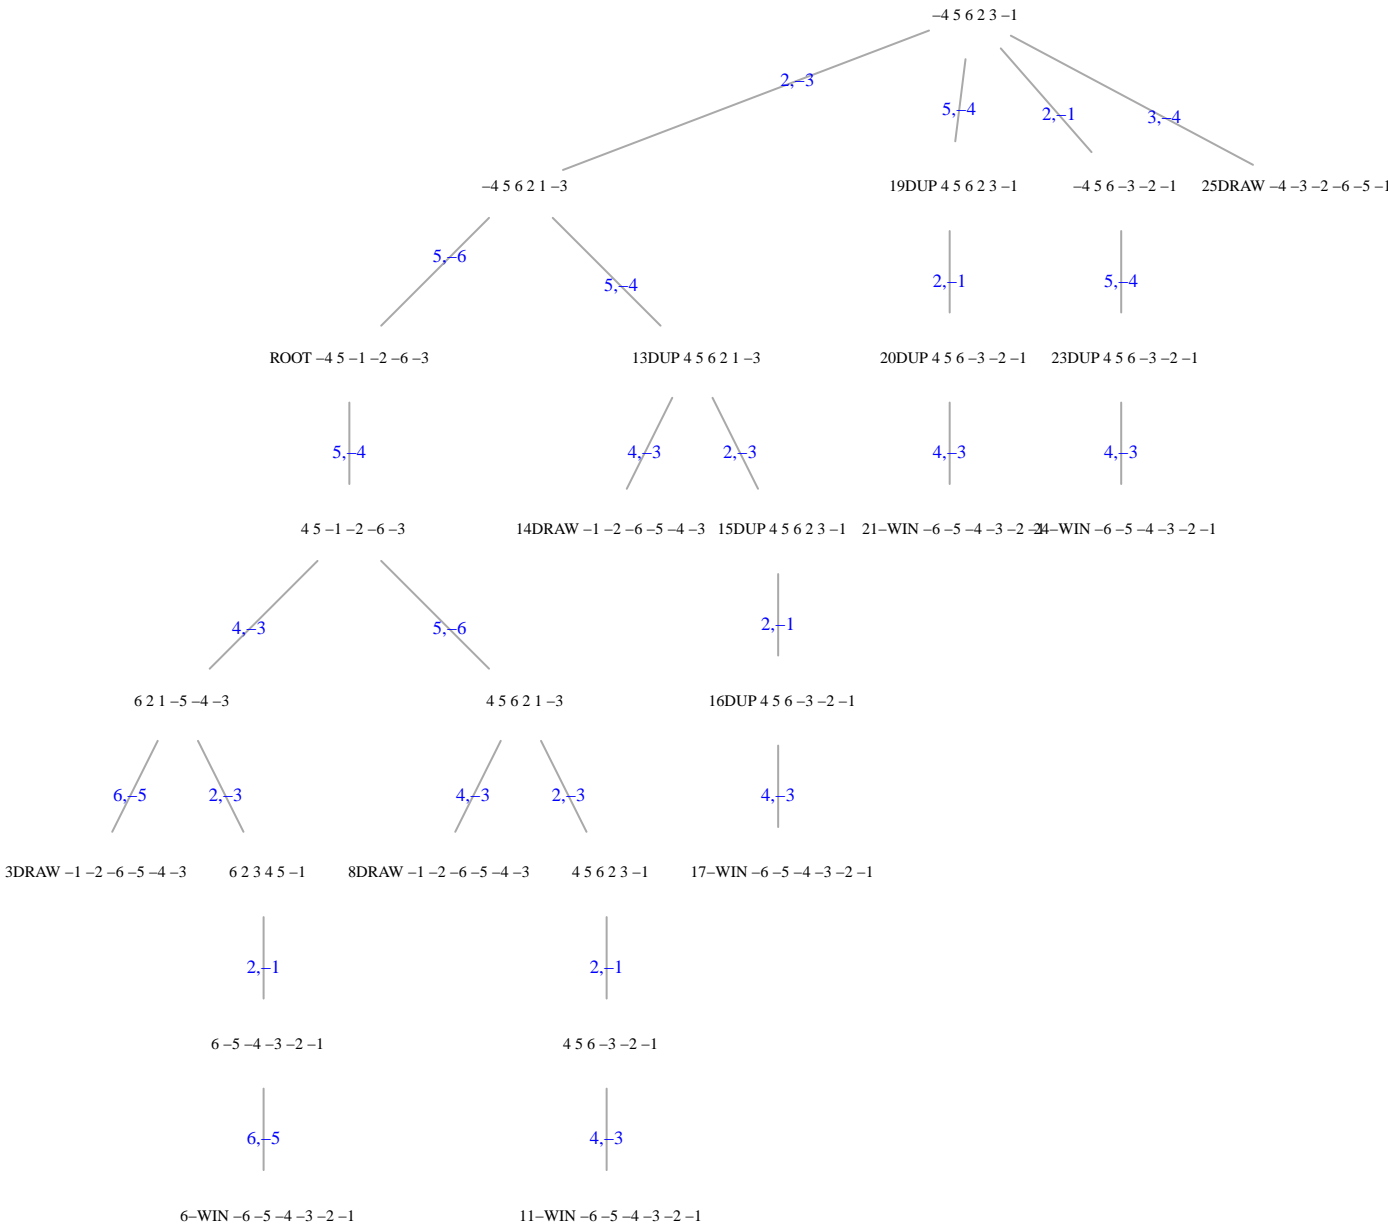 –4 5 6 2 3 –1
2,–3
5,–4
2,–1
3,–4
–4 5 6 2 1 –3
19DUP 4 5 6 2 3 –1
–4 5 6 –3 –2 –1
25DRAW –4 –3 –2 –6 –5 –1
5,–6
5,–4
2,–1
5,–4
ROOT –4 5 –1 –2 –6 –3
13DUP 4 5 6 2 1 –3
20DUP 4 5 6 –3 –2 –1
23DUP 4 5 6 –3 –2 –1
5,–4
4,–3
2,–3
4,–3
4,–3
4 5 –1 –2 –6 –3
14DRAW –1 –2 –6 –5 –4 –3
15DUP 4 5 6 2 3 –1
21–WIN –6 –5 –4 –3 –2 –1
24–WIN –6 –5 –4 –3 –2 –1
4,–3
5,–6
2,–1
6 2 1 –5 –4 –3
4 5 6 2 1 –3
16DUP 4 5 6 –3 –2 –1
6,–5
2,–3
4,–3
2,–3
4,–3
3DRAW –1 –2 –6 –5 –4 –3
6 2 3 4 5 –1
8DRAW –1 –2 –6 –5 –4 –3
4 5 6 2 3 –1
17–WIN –6 –5 –4 –3 –2 –1
2,–1
2,–1
6 –5 –4 –3 –2 –1
4 5 6 –3 –2 –1
6,–5
4,–3
6–WIN –6 –5 –4 –3 –2 –1
11–WIN –6 –5 –4 –3 –2 –1